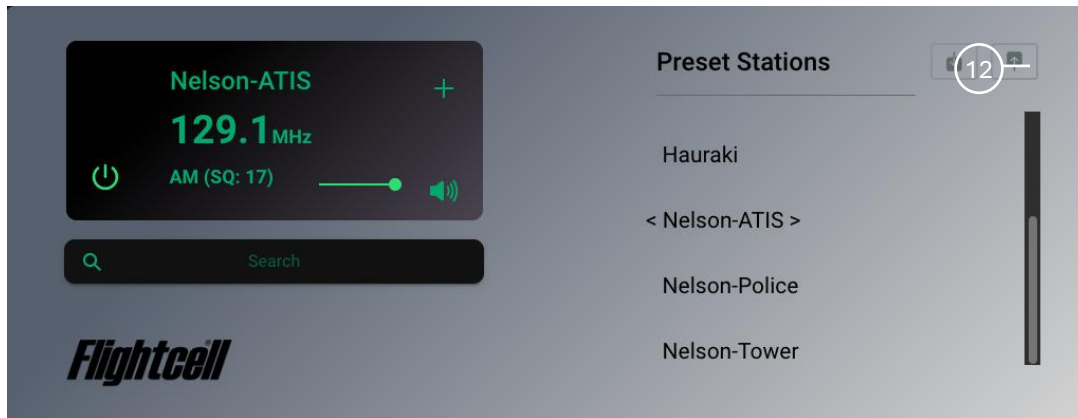 Nelson-ATIS
129.1MHz
AM (SQ: 17)
Search
Flightcell
Preset Stations
12
Hauraki
< Nelson-ATIS >
Nelson-Police
Nelson-Tower